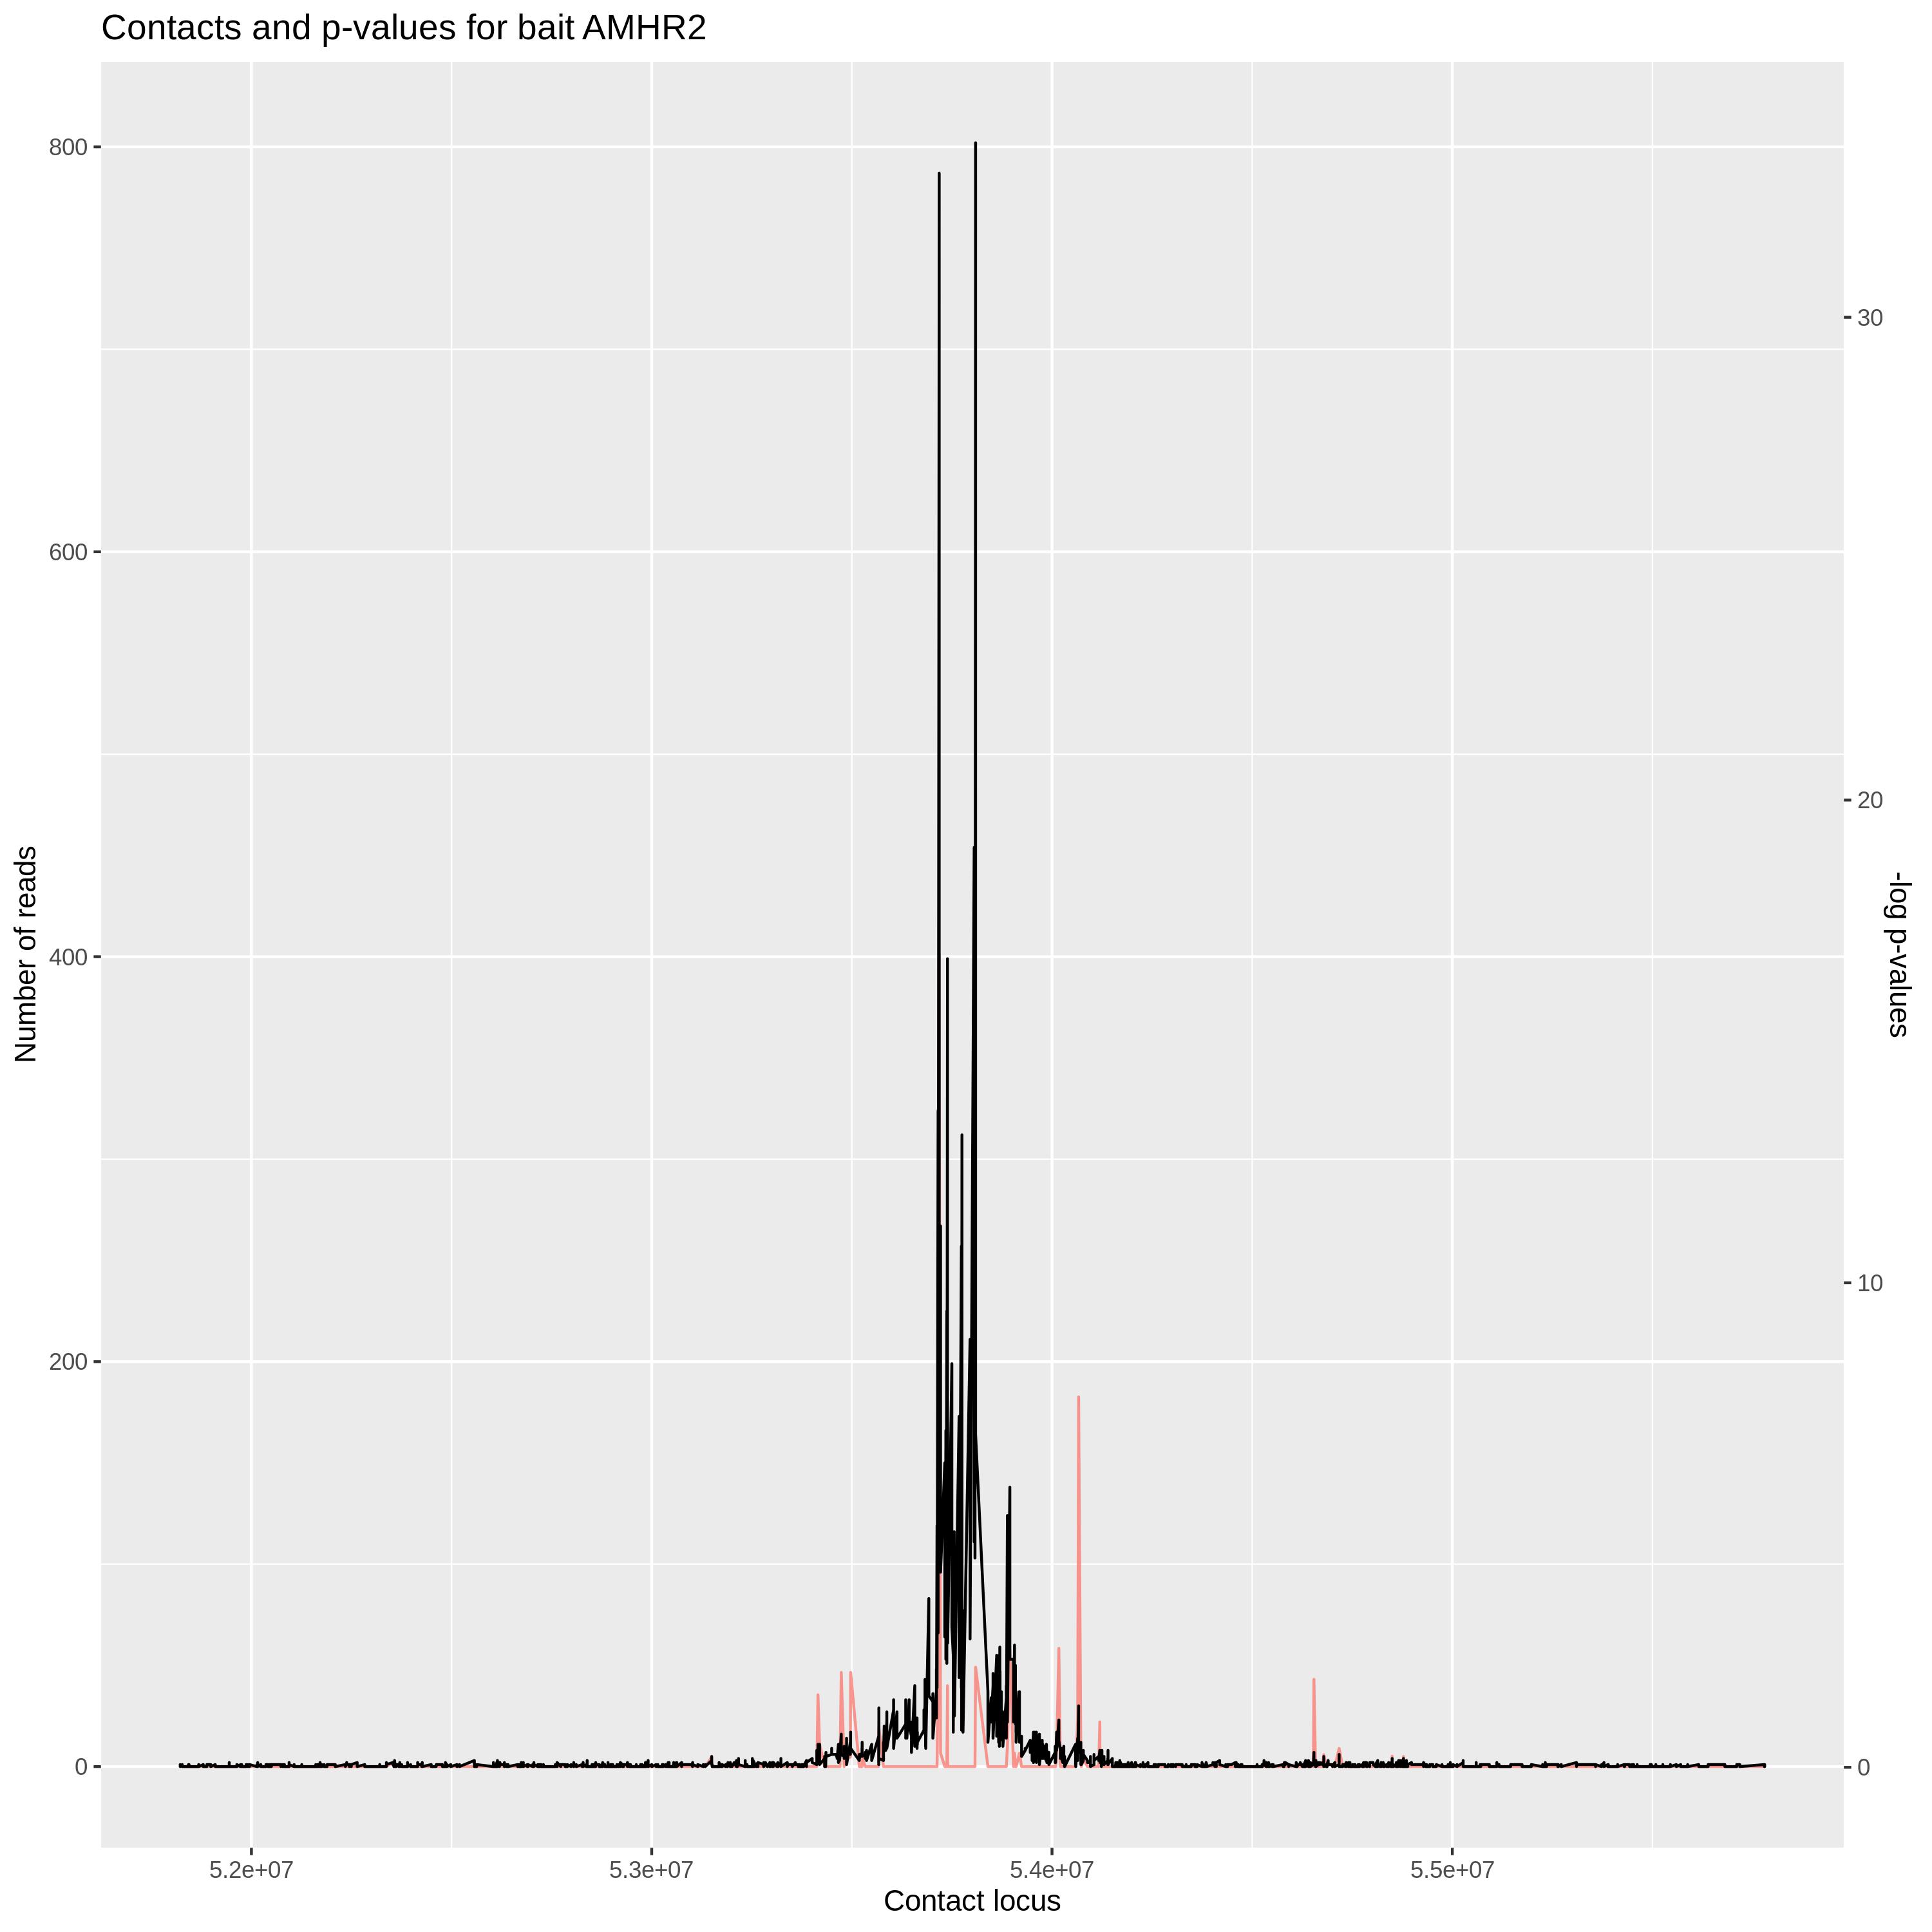 Contacts and p-values for bait AMHR2
800
600
400
200
0
Number of reads
30
20
10
0
-log p-values
5.2e+07 5.3e+07 5.4e+07 5.5e+07
Contact locus